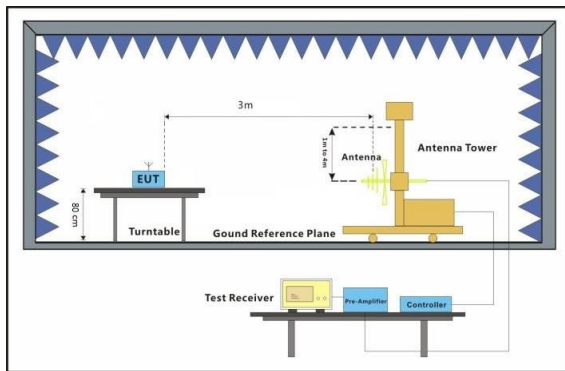 3m
1m to 4m
Antenna
Antenna Tower
EUT
80 cm
Turntable
Gound Reference Plane
Test Receiver
Pre-Amplifier
Controller